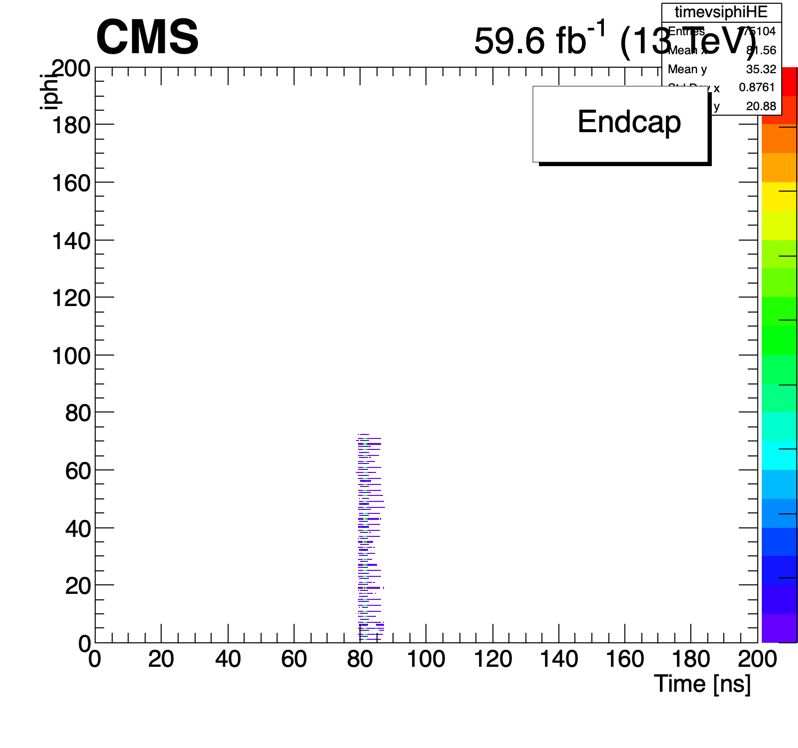 timevsiphiHE
CMS
59.6 fb-1 (13 TeV)
Entries
Mean x 81.56
Mean y 35.32
x 0.8761
y 20.88
iphi
Endcap
200
180
160
140
120
100
80
60
40
20
0
0 20 40 60 80 100 120 140 160 180 200
Time [ns]